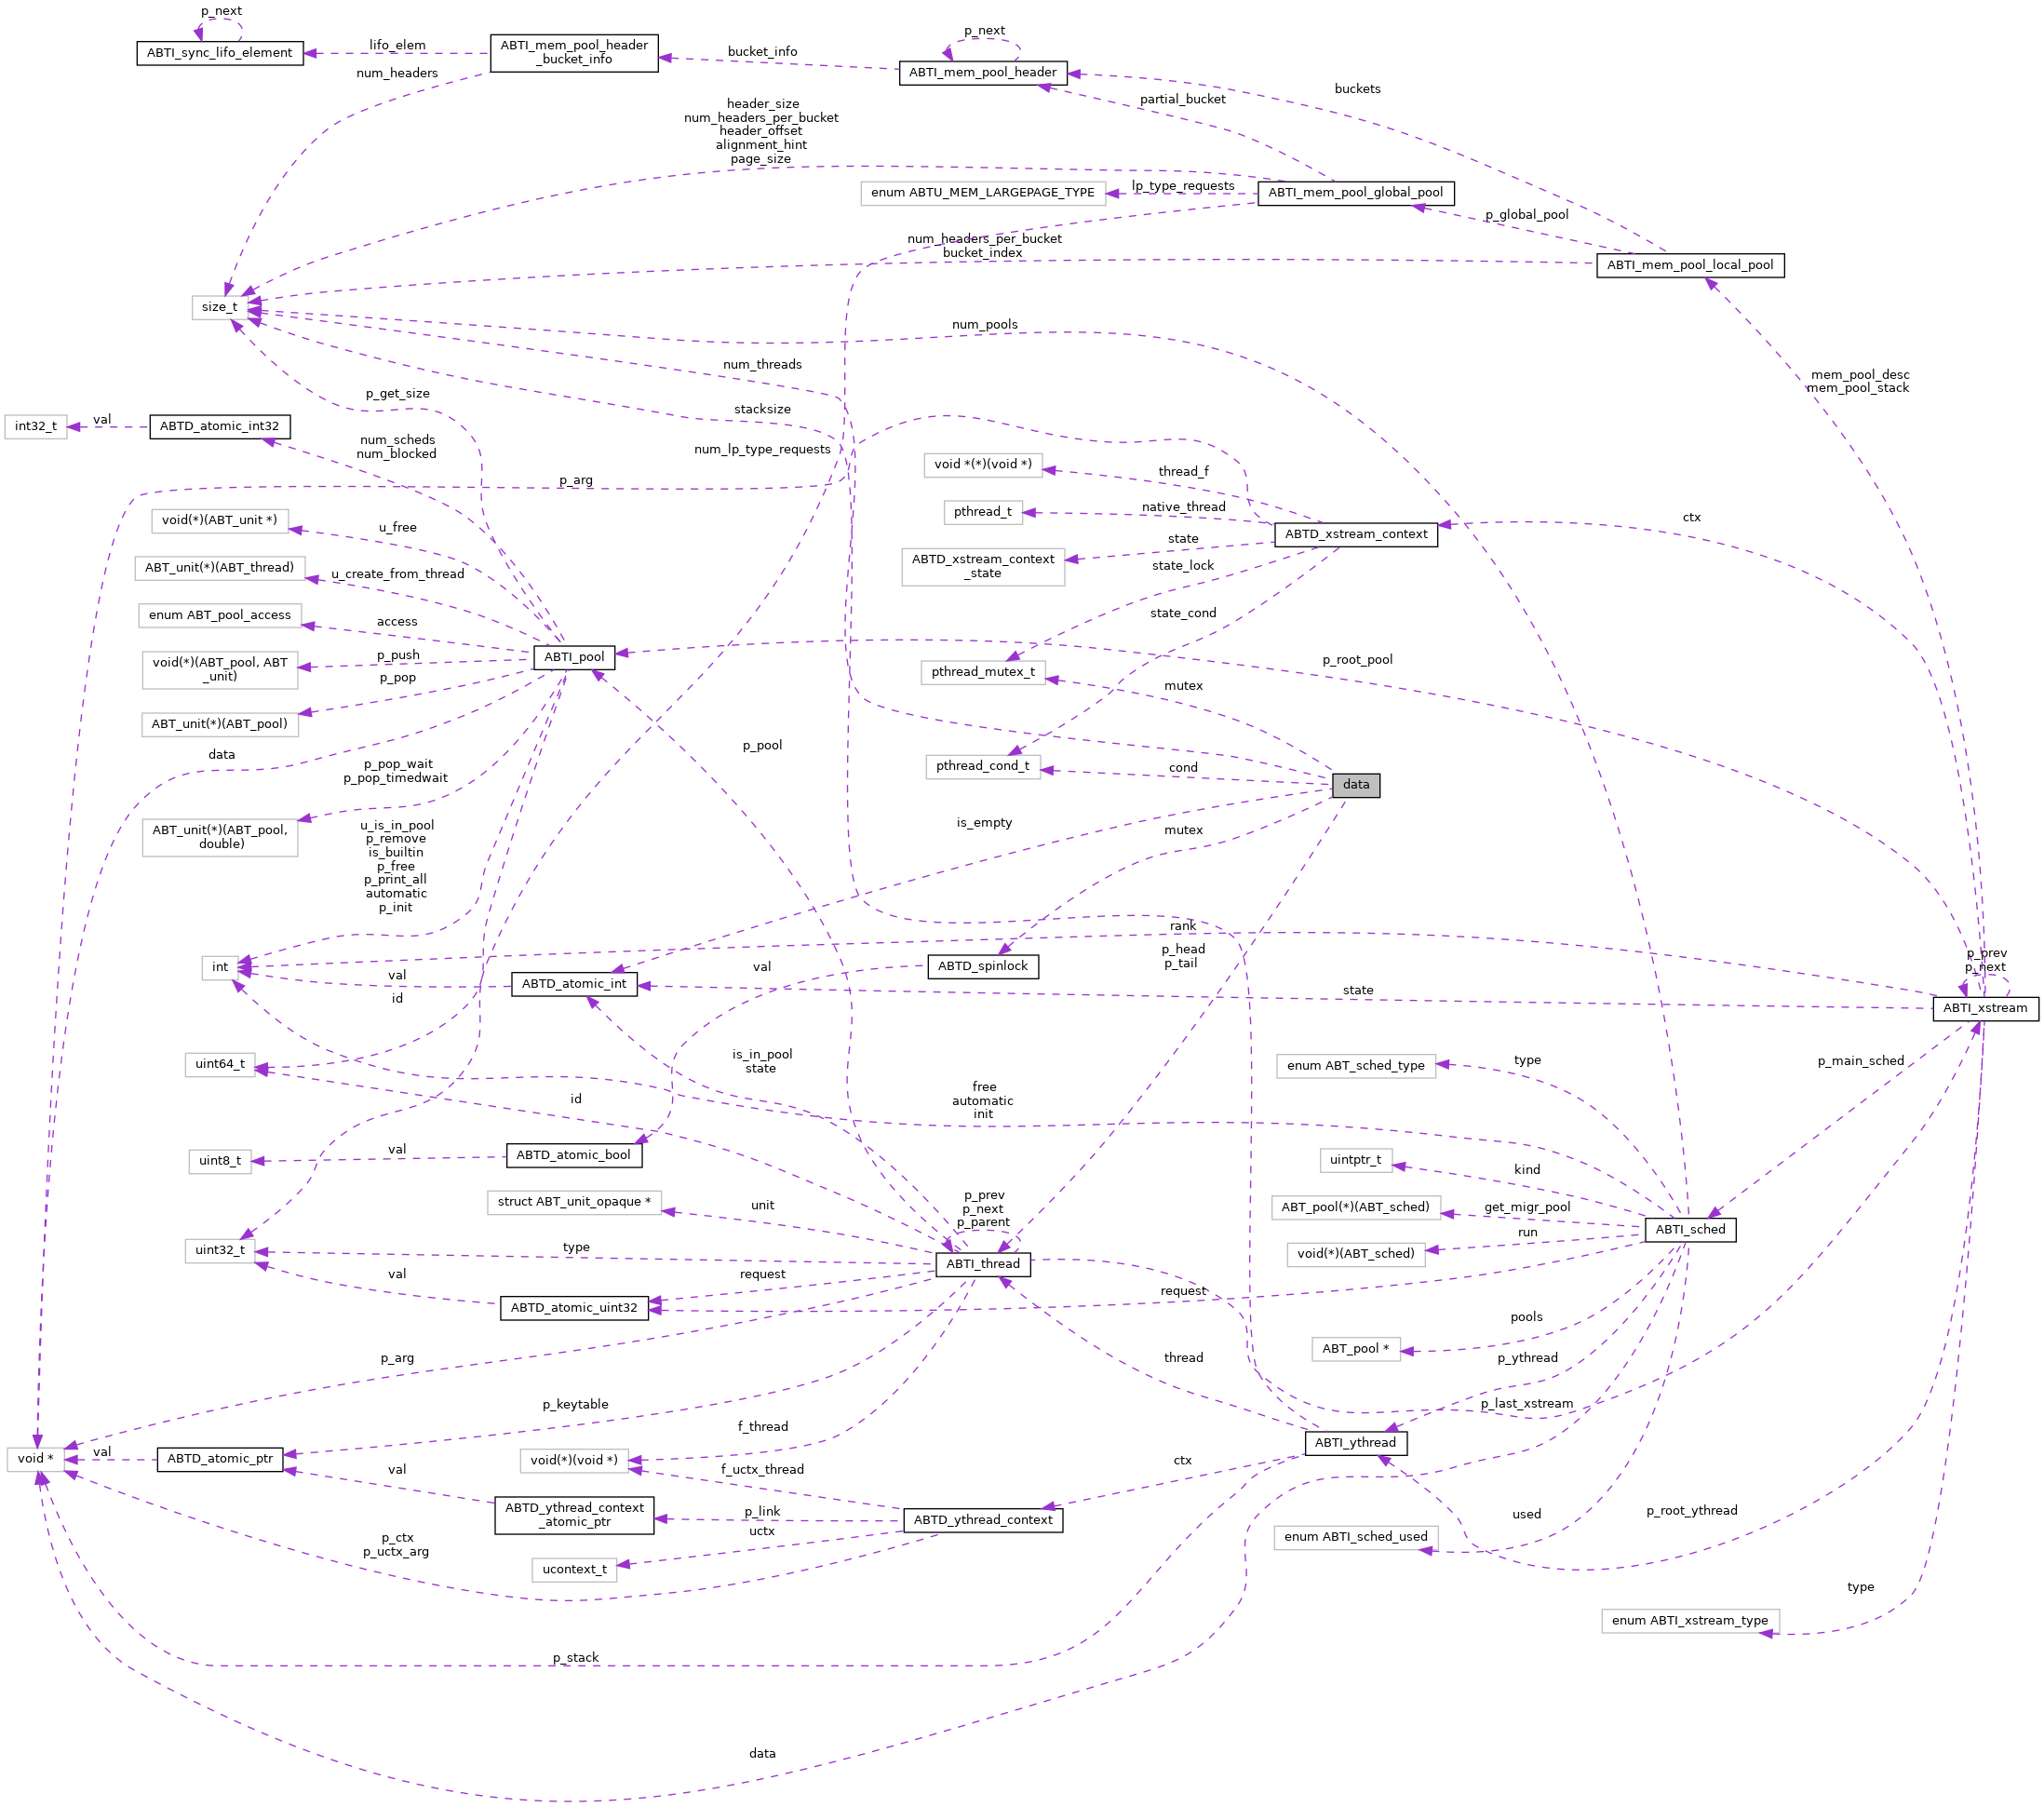 p_next
ABTI_sync_lifo_element
lifo_elem
ABTI_mem_pool_header
_bucket_info
bucket_info
p_next
ABTI_mem_pool_header
num_headers
buckets
partial_bucket
header_size
num_headers_per_bucket
header_offset
alignment_hint
page_size
enum ABTU_MEM_LARGEPAGE_TYPE
lp_type_requests
ABTI_mem_pool_global_pool
p_global_pool
num_headers_per_bucket
bucket_index
ABTI_mem_pool_local_pool
size_t
num_pools
num_threads
mem_pool_desc
mem_pool_stack
p_get_size
stacksize
int32_t
val
ABTD_atomic_int32
num_scheds
num_blocked
num_lp_type_requests
void *(*)(void *)
thread_f
p_arg
pthread_t
native_thread
ctx
void(*)(ABT_unit *)
u_free
ABTD_xstream_context
state
ABTD_xstream_context
_state
ABT_unit(*)(ABT_thread)
u_create_from_thread
state_lock
enum ABT_pool_access
access
state_cond
void(*)(ABT_pool, ABT
_unit)
p_push
ABTI_pool
p_root_pool
pthread_mutex_t
p_pop
mutex
ABT_unit(*)(ABT_pool)
data
p_pool
p_pop_wait
p_pop_timedwait
pthread_cond_t
cond
data
ABT_unit(*)(ABT_pool,
double)
u_is_in_pool
p_remove
is_builtin
p_free
p_print_all
automatic
p_init
is_empty
mutex
rank
p_head
p_tail
p_prev
p_next
int
val
id
ABTD_atomic_int
val
ABTD_spinlock
state
ABTI_xstream
uint64_t
is_in_pool
state
enum ABT_sched_type
type
p_main_sched
id
free
automatic
init
uint8_t
val
ABTD_atomic_bool
uintptr_t
kind
struct ABT_unit_opaque *
unit
p_prev
p_next
p_parent
ABT_pool(*)(ABT_sched)
get_migr_pool
ABTI_sched
uint32_t
type
void(*)(ABT_sched)
run
ABTI_thread
val
request
ABTD_atomic_uint32
request
pools
ABT_pool *
p_arg
thread
p_ythread
p_keytable
p_last_xstream
f_thread
ABTI_ythread
void *
val
ABTD_atomic_ptr
void(*)(void *)
ctx
val
f_uctx_thread
ABTD_ythread_context
_atomic_ptr
p_link
ABTD_ythread_context
used
p_root_ythread
p_ctx
p_uctx_arg
uctx
enum ABTI_sched_used
ucontext_t
type
enum ABTI_xstream_type
p_stack
data